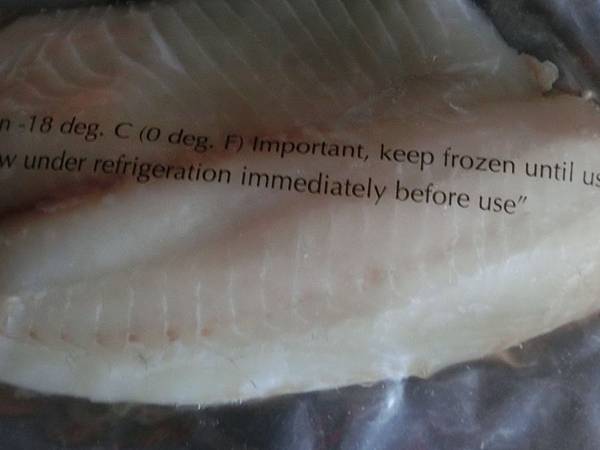 -18 deg. C (0 deg. F) Important, keep frozen until
under refrigeration immediately before use”